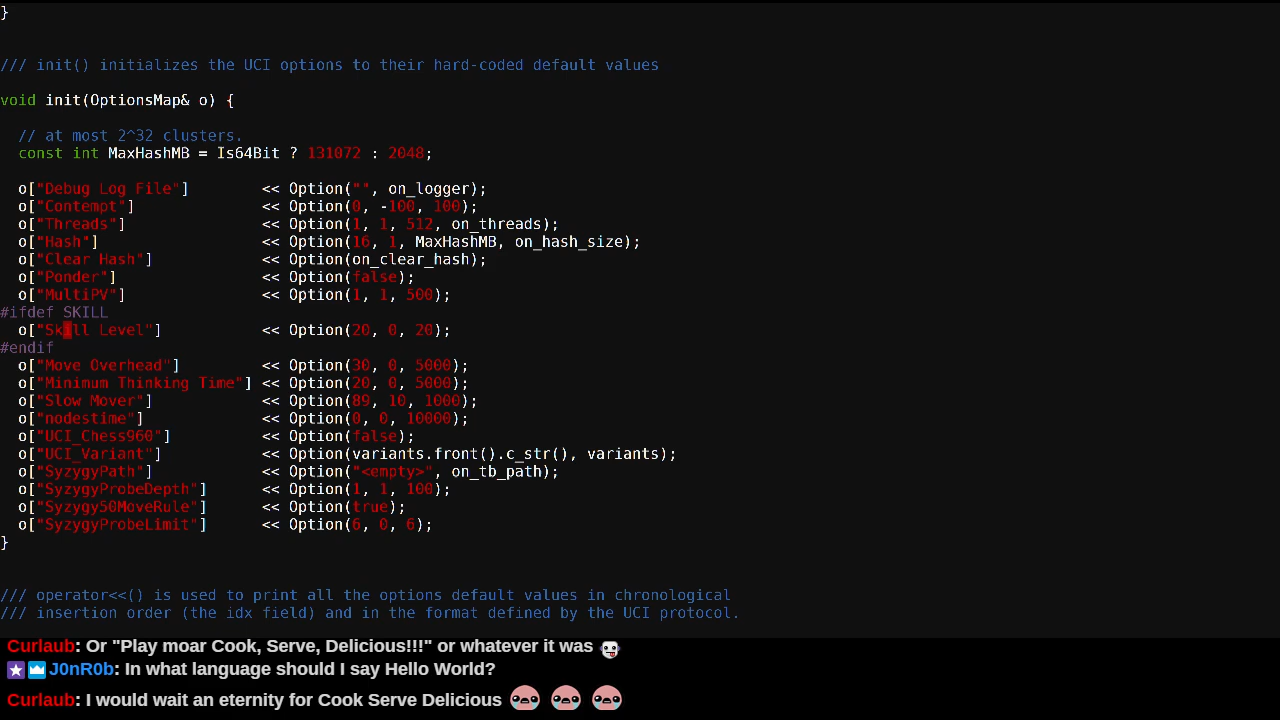 }
/// init() initializes the UCI options to their hard-coded default values
void init(OptionsMap& o) {
// at most 2^32 clusters.
const int MaxHashMB = Is64Bit ? 131072 : 2048;
o["Debug Log File"] << Option("", on_logger);
o["Contempt"] << Option(0, -100, 100);
o["Threads"] << Option(1, 1, 512, on_threads);
o["Hash"] << Option(16, 1, MaxHashMB, on_hash_size);
o["Clear Hash"] << Option(on_clear_hash);
o["Ponder"] << Option(false);
o["MultiPV"] << Option(1, 1, 500);
#ifdef SKILL
o["Skill Level"] << Option(20, 0, 20);
#endif
o["Move Overhead"] << Option(30, 0, 5000);
o["Minimum Thinking Time"] << Option(20, 0, 5000);
o["Slow Mover"] << Option(89, 10, 1000);
o["nodestime"] << Option(0, 0, 10000);
o["UCI_Chess960"] << Option(false);
o["UCI_Variant"] << Option(variants.front().c_str(), variants);
o["SyzygyPath"] << Option("<empty>", on_tb_path);
o["SyzygyProbeDepth"] << Option(1, 1, 100);
o["Syzygy50MoveRule"] << Option(true);
o["SyzygyProbeLimit"] << Option(6, 0, 6);
}
/// operator<<() is used to print all the options default values in chronological
/// insertion order (the idx field) and in the format defined by the UCI protocol.
Curlaub: Or "Play moar Cook, Serve, Delicious!!!" or whatever it was
J0nR0b: In what language should I say Hello World?
Curlaub: I would wait an eternity for Cook Serve Delicious